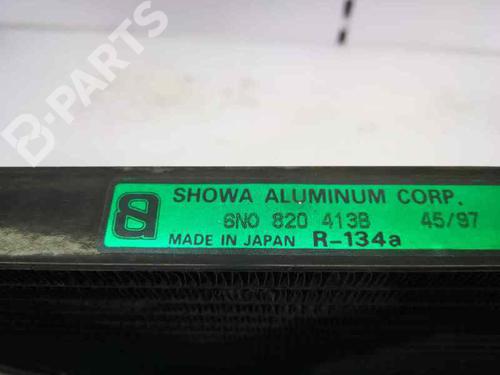 B-PARTS
SHOWA ALUMINUM CORP.
6N0 820 413B 45/97
MADE IN JAPAN R-134a